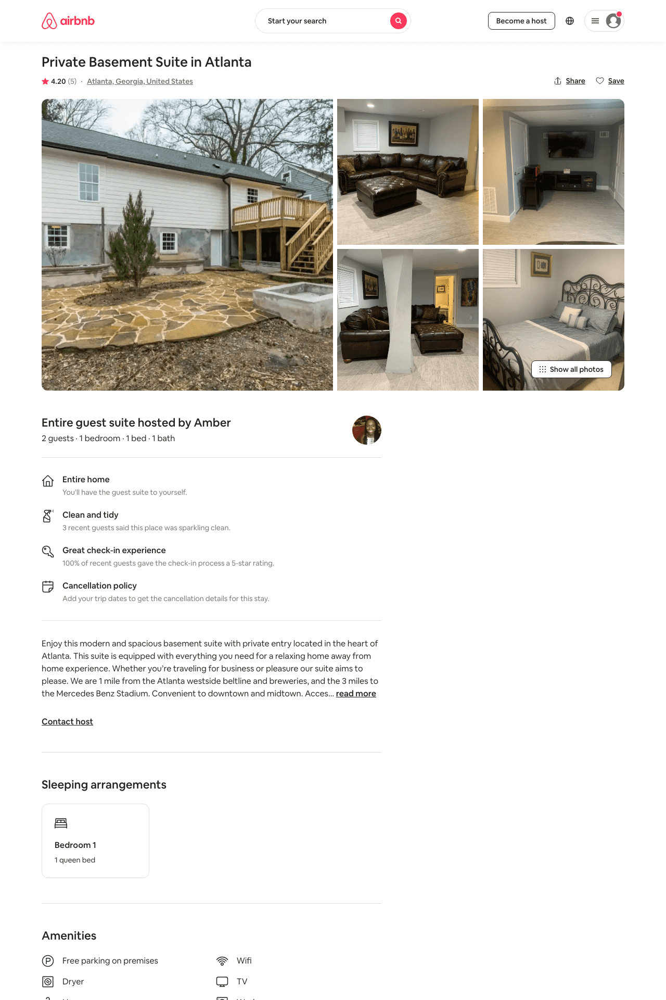 airbnb
Start your search
Become a host
Private Basement Suite in Atlanta
4.20 (5) · Atlanta, Georgia, United States
Share
Save
Show all photos
Entire guest suite hosted by Amber
2 guests · 1 bedroom · 1 bed · 1 bath
Entire home
You’ll have the guest suite to yourself.
Clean and tidy
3 recent guests said this place was sparkling clean.
Great check-in experience
100% of recent guests gave the check-in process a 5-star rating.
Cancellation policy
Add your trip dates to get the cancellation details for this stay.
Enjoy this modern and spacious basement suite with private entry located in the heart of
Atlanta. This suite is equipped with everything you need for a relaxing home away from
home experience. Whether you’re traveling for business or pleasure our suite aims to
please. We are 1 mile from the Atlanta westside beltline and breweries, and the 3 miles to
the Mercedes Benz Stadium. Convenient to downtown and midtown. Acces... read more
Contact host
Sleeping arrangements
Bedroom 1
1 queen bed
Amenities
Free parking on premises
Wifi
Dryer
TV